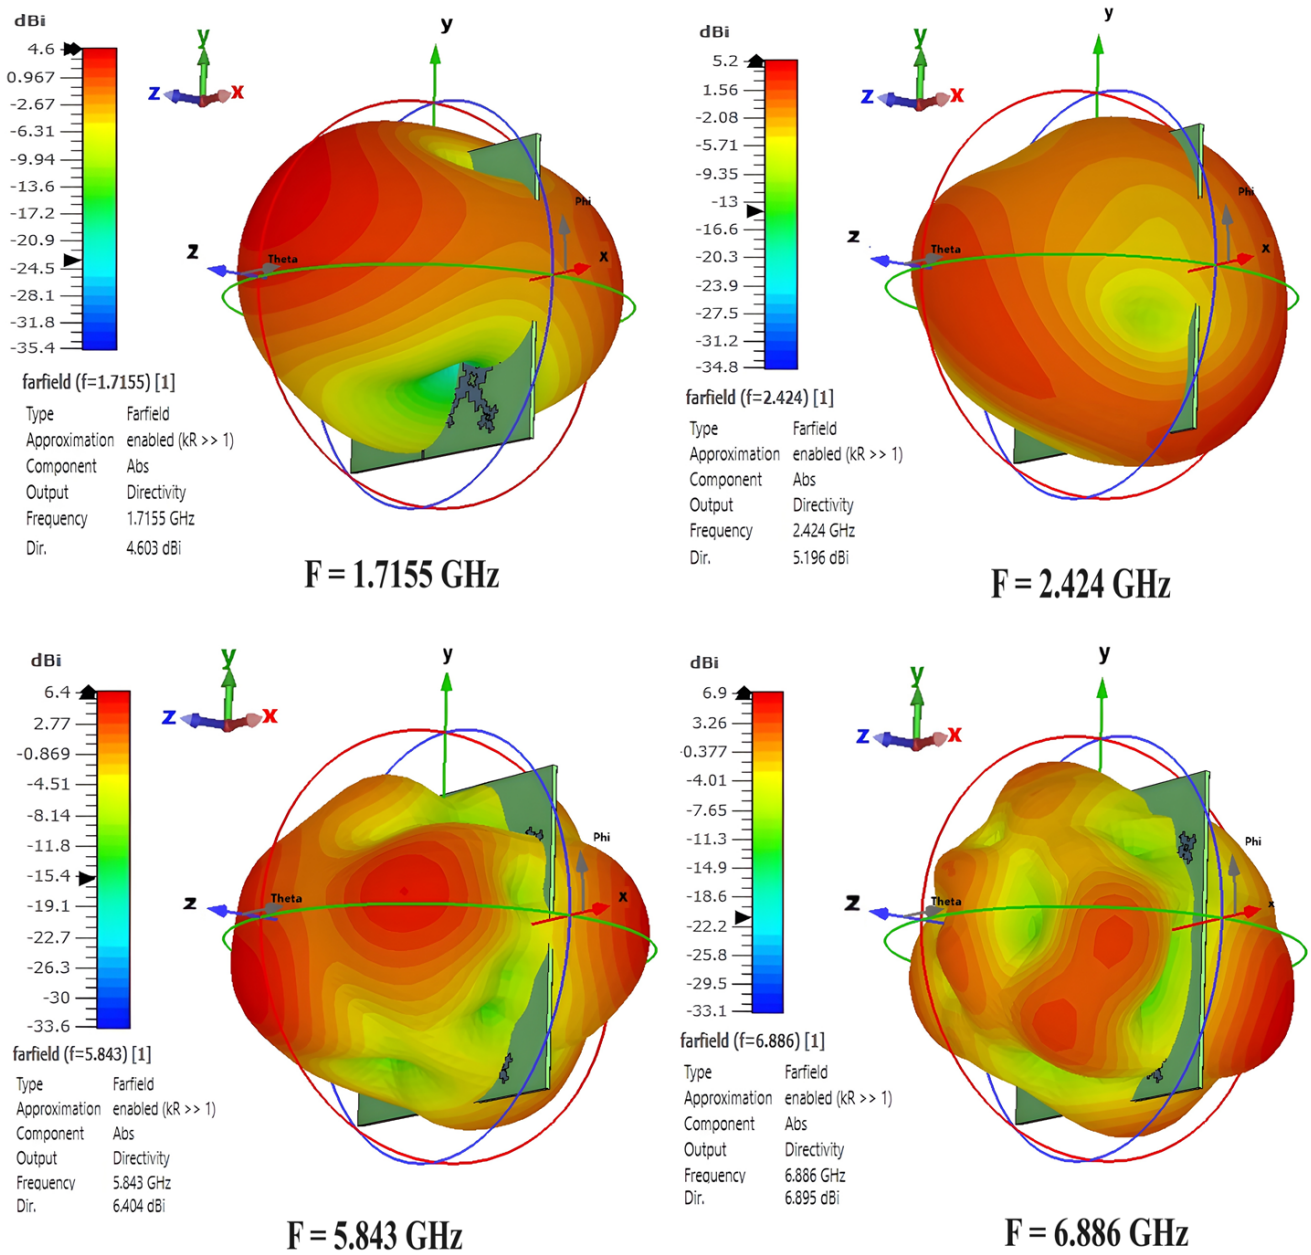 dBi
4.6
0.967
-2.67
-6.31
-9.94
-13.6
-17.2
-20.9
-24.5
-28.1
-31.8
-35.4
y
z x
y
Phi
z
Theta
x
farfield (f=1.7155) [1]
Type Farfield
Approximation enabled (kR >> 1)
Component Abs
Output Directivity
Frequency 1.7155 GHz
Dir. 4.603 dBi
F = 1.7155 GHz
dBi
5.2
1.56
-2.08
-5.71
-9.35
-13
-16.6
-20.3
-23.9
-27.5
-31.2
-34.8
y
z x
y
Phi
z
Theta
x
farfield (f=2.424) [1]
Type Farfield
Approximation enabled (kR >> 1)
Component Abs
Output Directivity
Frequency 2.424 GHz
Dir. 5.196 dBi
F = 2.424 GHz
dBi
6.4
2.77
-0.869
-4.51
-8.14
-11.8
-15.4
-19.1
-22.7
-26.3
-30
-33.6
y
z x
y
Phi
z
Theta
x
farfield (f=5.843) [1]
Type Farfield
Approximation enabled (kR >> 1)
Component Abs
Output Directivity
Frequency 5.843 GHz
Dir. 6.404 dBi
F = 5.843 GHz
dBi
6.9
3.26
-0.377
-4.01
-7.65
-11.3
-14.9
-18.6
-22.2
-25.8
-29.5
-33.1
y
z x
y
Phi
z
Theta
x
farfield (f=6.886) [1]
Type Farfield
Approximation enabled (kR >> 1)
Component Abs
Output Directivity
Frequency 6.886 GHz
Dir. 6.895 dBi
F = 6.886 GHz